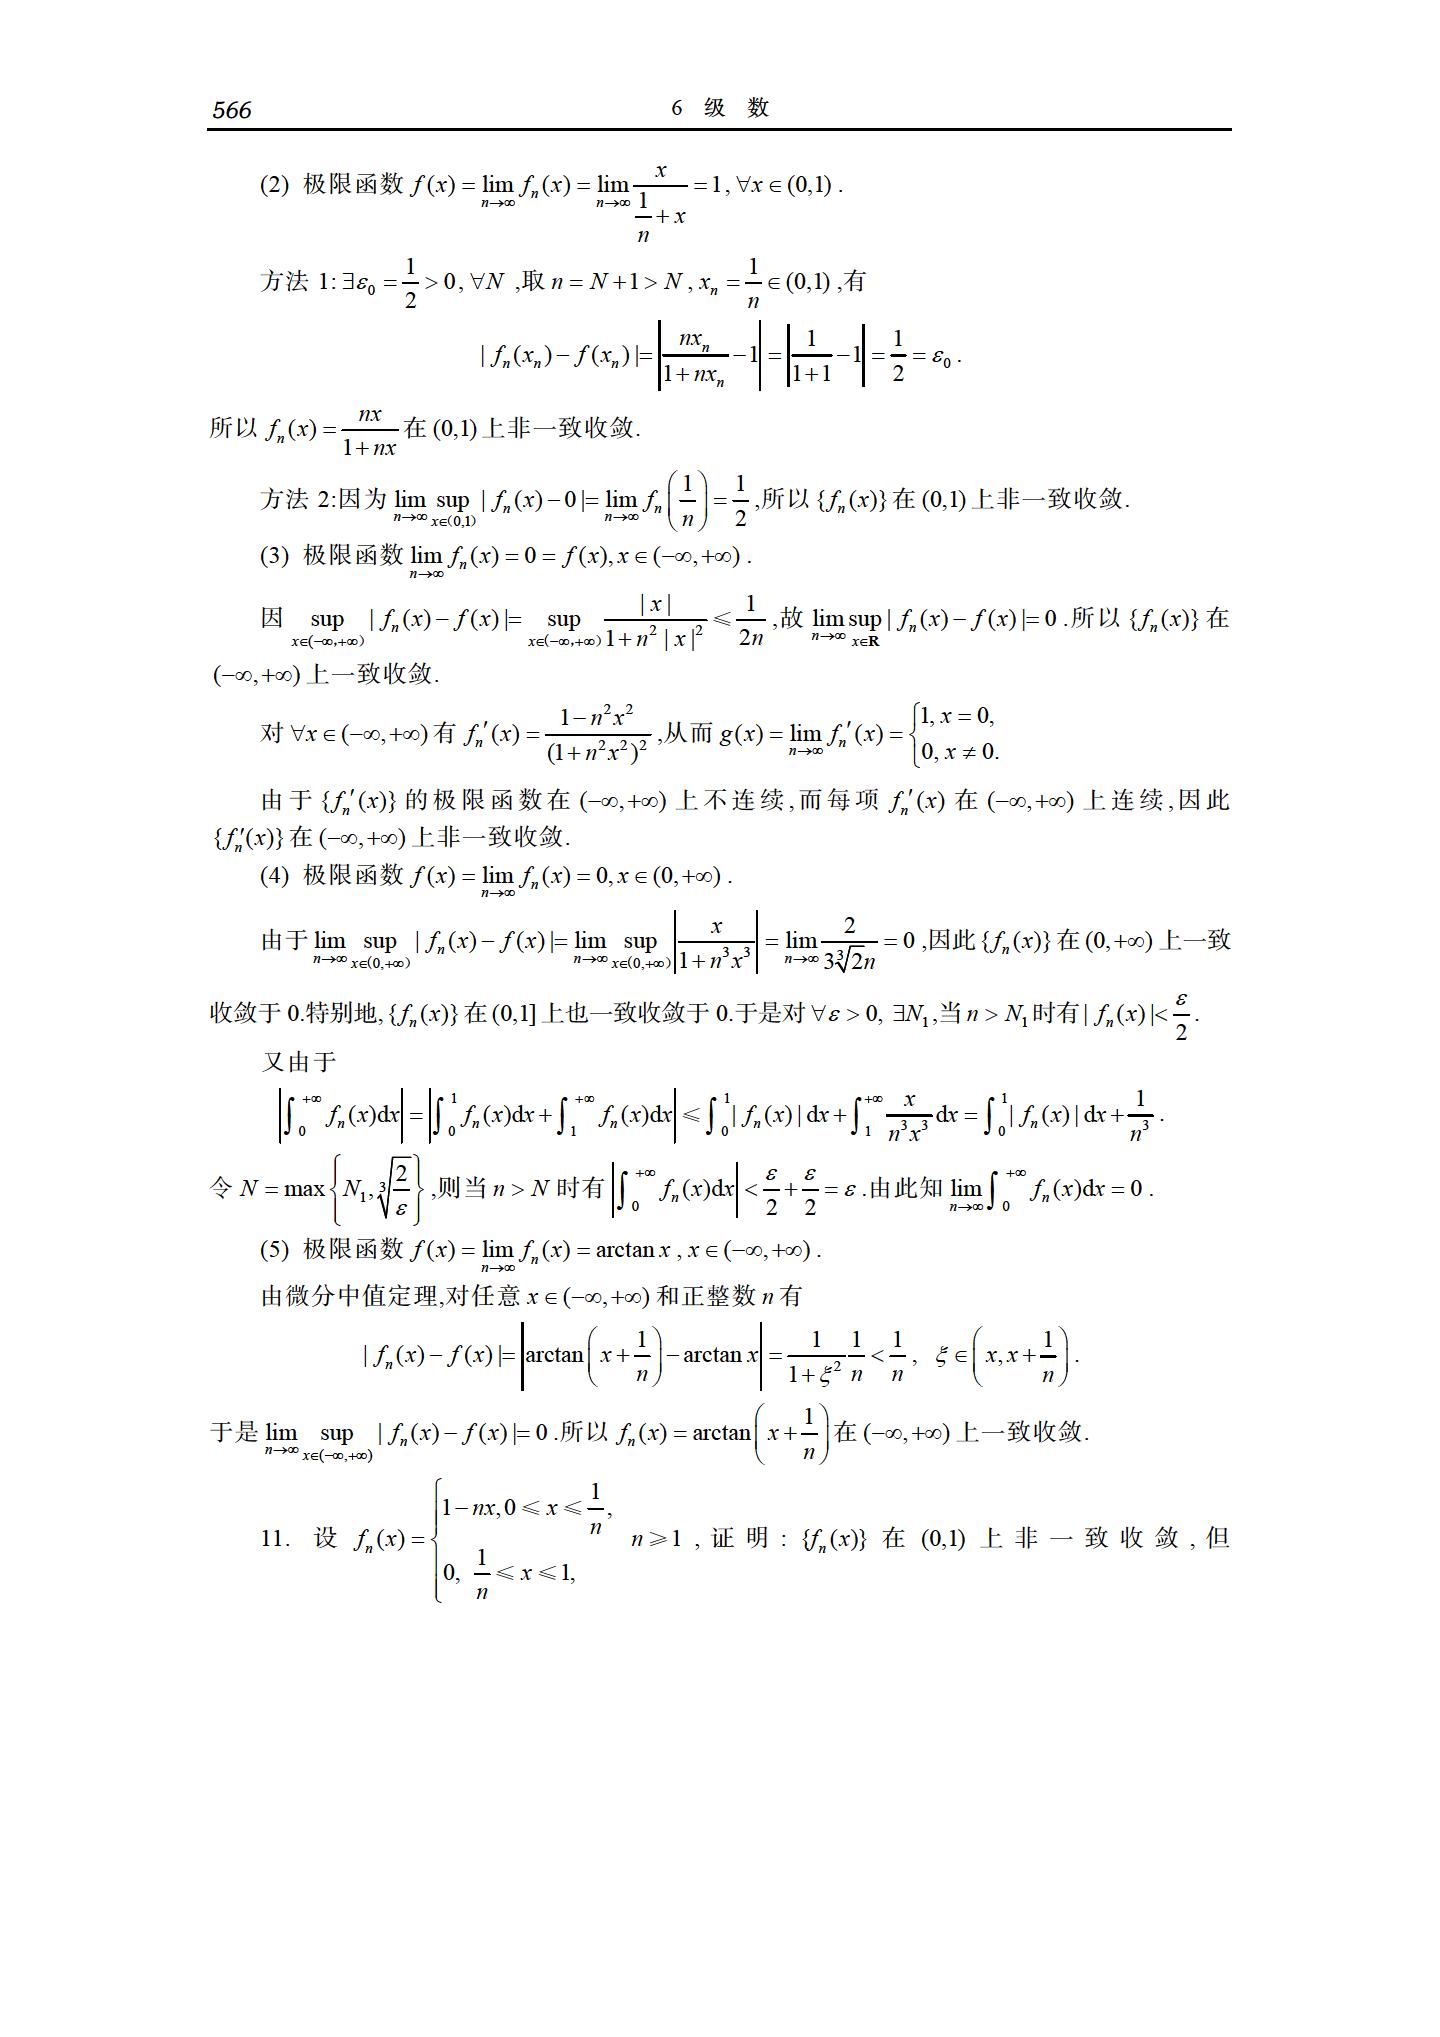 566
6 级 数
(2) 极限函数 $f(x)=\lim_{n\to\infty}f_n(x)=\lim_{n\to\infty}\frac{x}{\frac{1}{n}+x}=1,\forall x\in(0,1)$ .
方法 1: $\exists\varepsilon_0=\frac{1}{2}>0,\forall N$ ,取 $n=N+1>N,x_n=\frac{1}{n}\in(0,1)$ ,有
$|f_n(x_n)-f(x_n)|=\left|\frac{nx_n}{1+nx_n}-1\right|=\left|\frac{1}{1+1}-1\right|=\frac{1}{2}=\varepsilon_0$ .
所以 $f_n(x)=\frac{nx}{1+nx}$ 在 $(0,1)$ 上非一致收敛.
方法 2:因为 $\lim_{n\to\infty}\sup_{x\in(0,1)}|f_n(x)-0|=\lim_{n\to\infty}f_n\left(\frac{1}{n}\right)=\frac{1}{2}$ ,所以 $\{f_n(x)\}$ 在 $(0,1)$ 上非一致收敛.
(3) 极限函数 $\lim_{n\to\infty}f_n(x)=0=f(x),x\in(-\infty,+\infty)$ .
因 $\sup_{x\in(-\infty,+\infty)}|f_n(x)-f(x)|=\sup_{x\in(-\infty,+\infty)}\frac{|x|}{1+n^2|x|^2}\leqslant\frac{1}{2n}$ ,故 $\lim_{n\to\infty}\sup_{x\in\mathbf{R}}|f_n(x)-f(x)|=0$ .所以 $\{f_n(x)\}$ 在
$(-\infty,+\infty)$ 上一致收敛.
对 $\forall x\in(-\infty,+\infty)$ 有 $f_n'(x)=\frac{1-n^2x^2}{(1+n^2x^2)^2}$ ,从而 $g(x)=\lim_{n\to\infty}f_n'(x)=\begin{cases}1,x=0,\\0,x\neq0.\end{cases}$
由于 $\{f_n'(x)\}$ 的极限函数在 $(-\infty,+\infty)$ 上不连续,而每项 $f_n'(x)$ 在 $(-\infty,+\infty)$ 上连续,因此
$\{f_n'(x)\}$ 在 $(-\infty,+\infty)$ 上非一致收敛.
(4) 极限函数 $f(x)=\lim_{n\to\infty}f_n(x)=0,x\in(0,+\infty)$ .
由于 $\lim_{n\to\infty}\sup_{x\in(0,+\infty)}|f_n(x)-f(x)|=\lim_{n\to\infty}\sup_{x\in(0,+\infty)}\left|\frac{x}{1+n^3x^3}\right|=\lim_{n\to\infty}\frac{2}{3\sqrt[3]{2}n}=0$ ,因此 $\{f_n(x)\}$ 在 $(0,+\infty)$ 上一致
收敛于 0.特别地, $\{f_n(x)\}$ 在 $(0,1]$ 上也一致收敛于 0.于是对 $\forall\varepsilon>0,\exists N_1$ ,当 $n>N_1$ 时有 $|f_n(x)|<\frac{\varepsilon}{2}$.
又由于
$\left|\int_0^{+\infty}f_n(x)\mathrm{d}x\right|=\left|\int_0^1f_n(x)\mathrm{d}x+\int_1^{+\infty}f_n(x)\mathrm{d}x\right|\leqslant\int_0^1|f_n(x)|\mathrm{d}x+\int_1^{+\infty}\frac{x}{n^3x^3}\mathrm{d}x=\int_0^1|f_n(x)|\mathrm{d}x+\frac{1}{n^3}$ .
令 $N=\max\left\{N_1,\sqrt[3]{\frac{2}{\varepsilon}}\right\}$ ,则当 $n>N$ 时有 $\left|\int_0^{+\infty}f_n(x)\mathrm{d}x\right|<\frac{\varepsilon}{2}+\frac{\varepsilon}{2}=\varepsilon$ .由此知 $\lim_{n\to\infty}\int_0^{+\infty}f_n(x)\mathrm{d}x=0$ .
(5) 极限函数 $f(x)=\lim_{n\to\infty}f_n(x)=\arctan x,x\in(-\infty,+\infty)$ .
由微分中值定理,对任意 $x\in(-\infty,+\infty)$ 和正整数 $n$ 有
$|f_n(x)-f(x)|=\left|\arctan\left(x+\frac{1}{n}\right)-\arctan x\right|=\frac{1}{1+\xi^2}\frac{1}{n}<\frac{1}{n},\ \xi\in\left(x,x+\frac{1}{n}\right)$ .
于是 $\lim_{n\to\infty}\sup_{x\in(-\infty,+\infty)}|f_n(x)-f(x)|=0$ .所以 $f_n(x)=\arctan\left(x+\frac{1}{n}\right)$ 在 $(-\infty,+\infty)$ 上一致收敛.
11. 设 $f_n(x)=\begin{cases}1-nx,0\leqslant x\leqslant\frac{1}{n},\\0,\frac{1}{n}\leqslant x\leqslant1,\end{cases}$ $n\geqslant1$ ,证明: $\{f_n(x)\}$ 在 $(0,1)$ 上非一致收敛,但